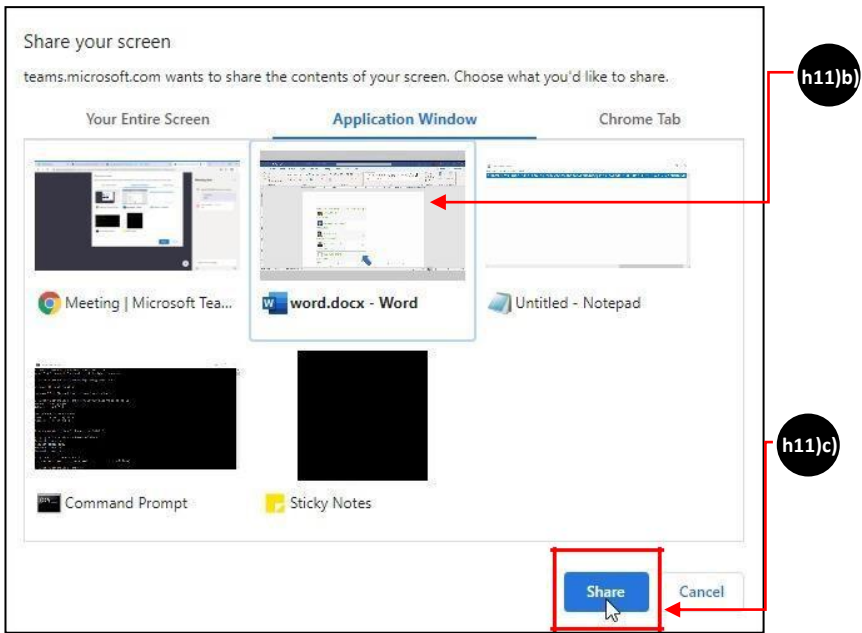 Share your screen
teams.microsoft.com wants to share the contents of your screen. Choose what you'd like to share.
h11)b)
Your Entire Screen Application Window Chrome Tab
Meeting | Microsoft Tea... word.docx - Word Untitled - Notepad
h11)c)
Command Prompt Sticky Notes
Share Cancel